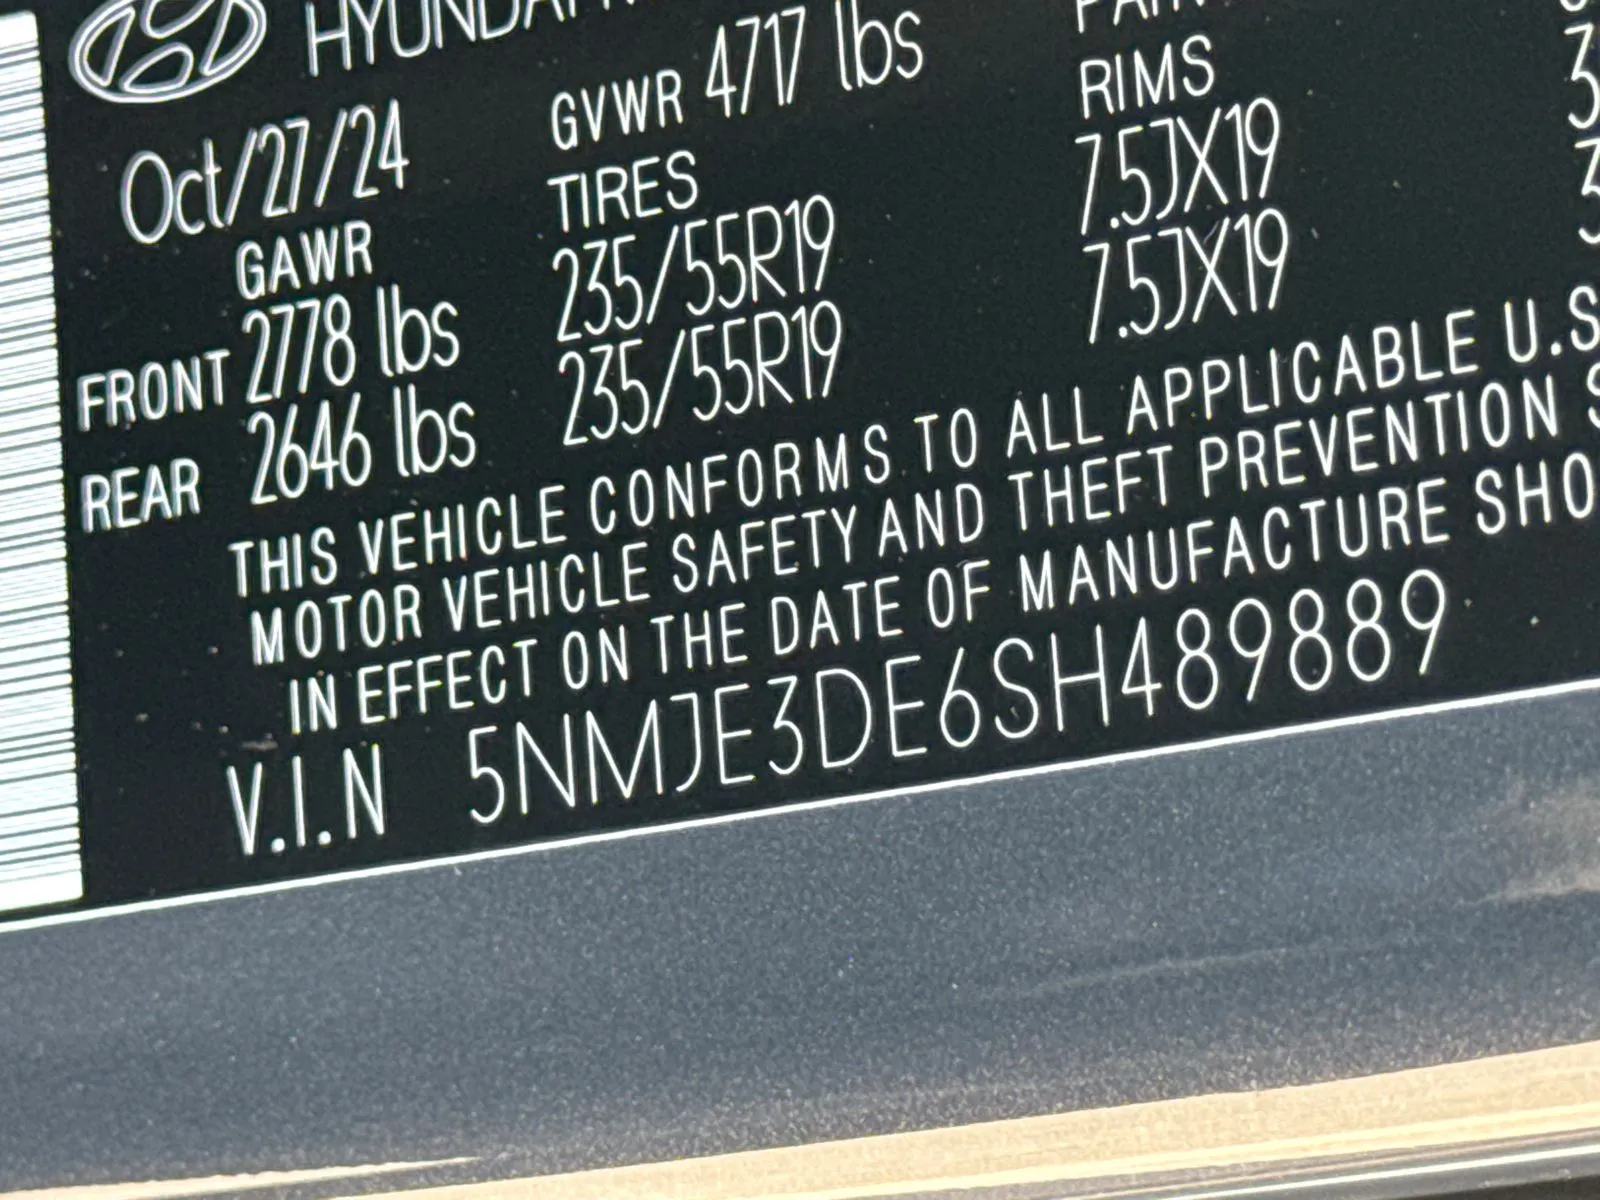 HYUNDAI
Oct/27/24 GVWR 4717 lbs
GAWR TIRES RIMS
FRONT 2778 lbs 235/55R19 7.5JX19
REAR 2646 lbs 235/55R19 7.5JX19
THIS VEHICLE CONFORMS TO ALL APPLICABLE U.S
MOTOR VEHICLE SAFETY AND THEFT PREVENTION S
IN EFFECT ON THE DATE OF MANUFACTURE SHO
V.I.N 5NMJE3DE6SH489889